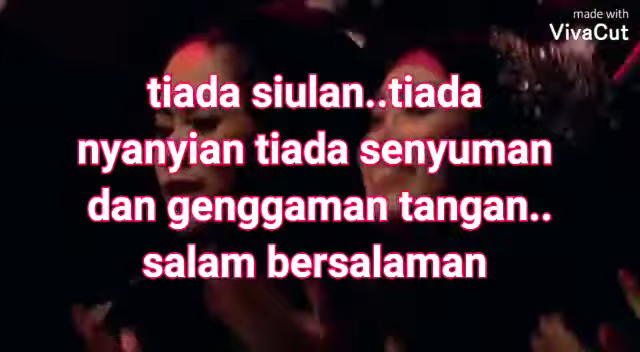 made with
VivaCut
tiada siulan..tiada
nyanyian tiada senyuman
dan genggaman tangan..
salam bersalaman